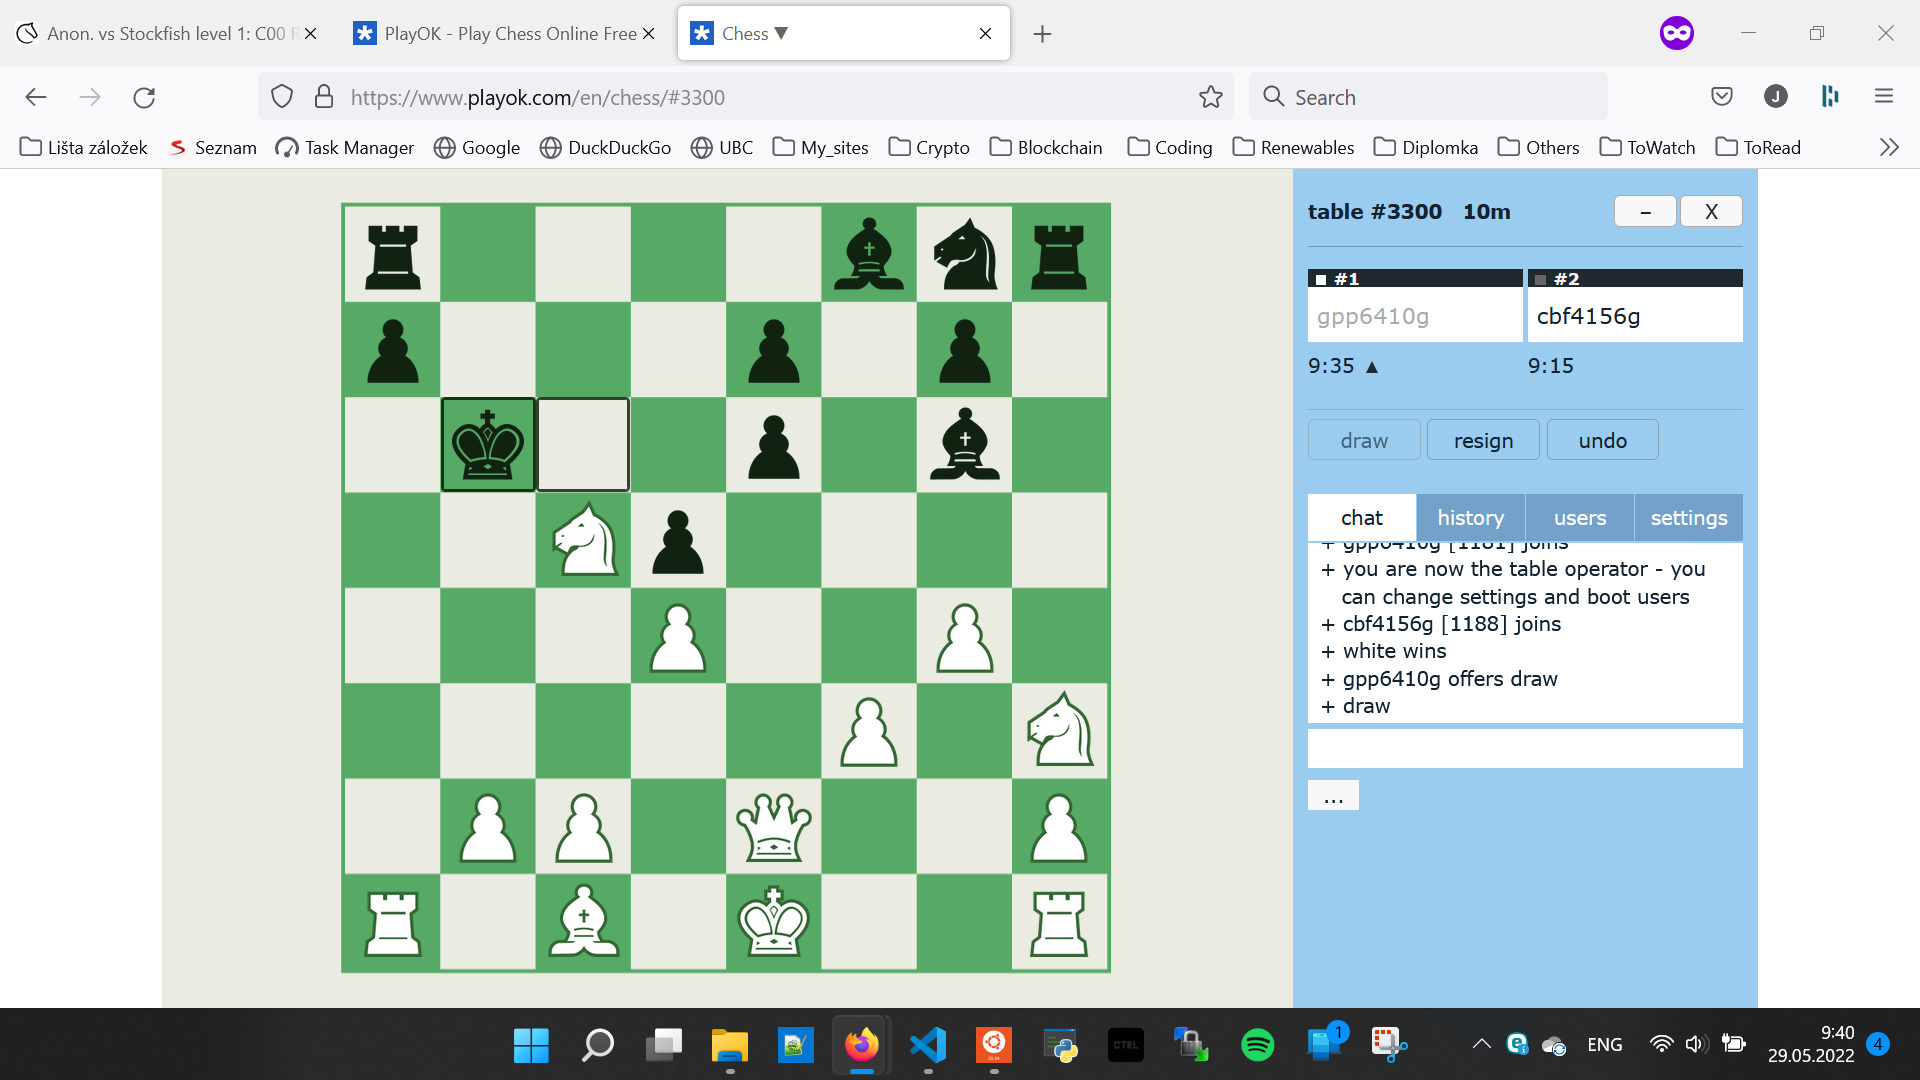 Anon. vs Stockfish level 1: C00 R
PlayOK - Play Chess Online Free
Chess ▼
https://www.playok.com/en/chess/#3300
Search
J
Lišta záložek
Seznam
Task Manager
Google
DuckDuckGo
UBC
My_sites
Crypto
Blockchain
Coding
Renewables
Diplomka
Others
ToWatch
ToRead
table #3300 10m
–
X
#1
#2
gpp6410g
cbf4156g
9:35 ▲
9:15
draw
resign
undo
chat
history
users
settings
+ gpp6410g [1181] joins
+ you are now the table operator - you
can change settings and boot users
+ cbf4156g [1188] joins
+ white wins
+ gpp6410g offers draw
+ draw
...
CTRL
1
ENG
9:40
29.05.2022
4